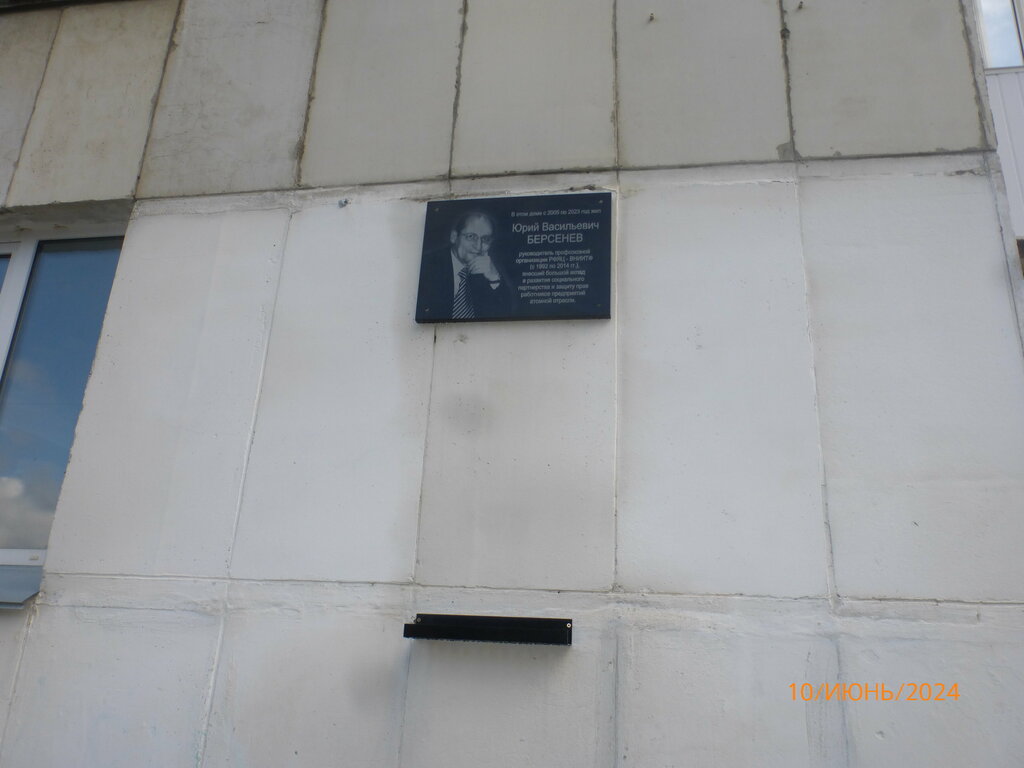 В этом доме с 2005 по 2023 год жил
Юрий Васильевич
БЕРСЕНЕВ
руководитель профсоюзной
организации РФЯЦ - ВНИИТФ
(с 1992 по 2014 гг.),
внесший большой вклад
в развитие социального
партнерства и защиту прав
работников предприятий
атомной отрасли.
10/ИЮНЬ/2024